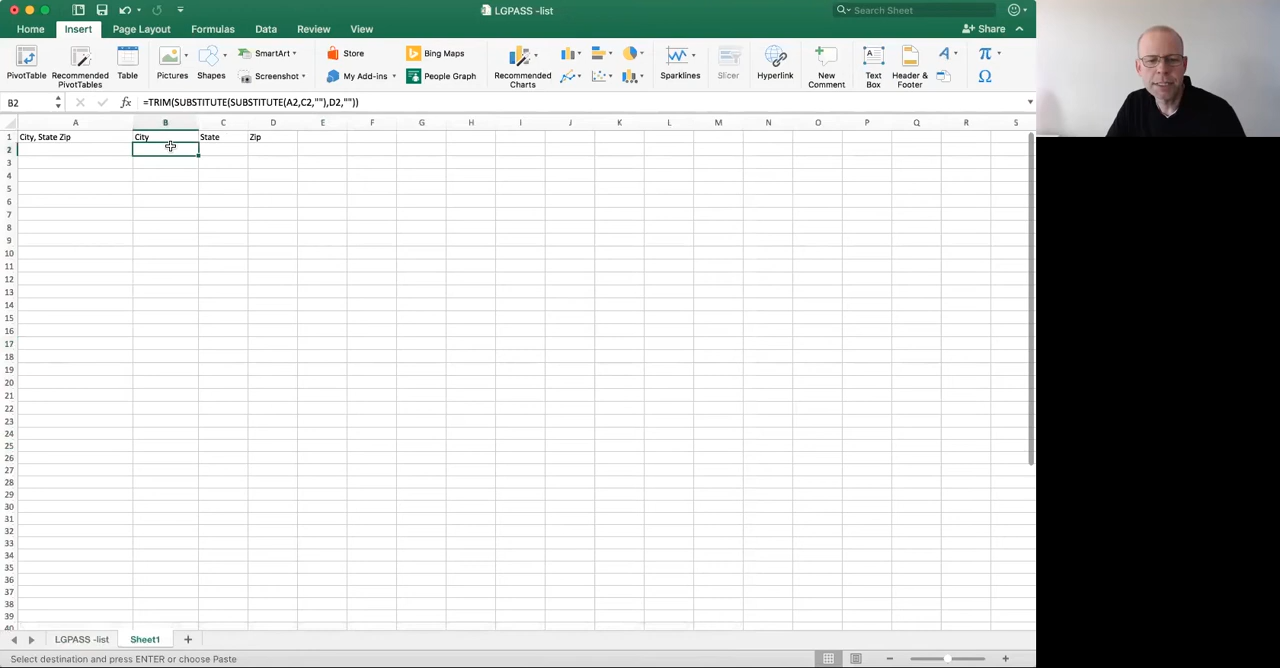 LGPASS -list
Search Sheet
Home Insert Page Layout Formulas Data Review View
Share
PivotTable
Recommended
PivotTables
Table
Pictures
Shapes
SmartArt
Screenshot
Store
My Add-ins
Bing Maps
People Graph
Recommended
Charts
Sparklines
Slicer
Hyperlink
New
Comment
Text
Box
Header &
Footer
B2 fx =TRIM(SUBSTITUTE(SUBSTITUTE(A2,C2,""),D2,""))
A B C D E F G H I J K L M N O P Q R S
1 City, State Zip City State Zip
2
3
4
5
6
7
8
9
10
11
12
13
14
15
16
17
18
19
20
21
22
23
24
25
26
27
28
29
30
31
32
33
34
35
36
37
38
39
40
LGPASS -list Sheet1
Select destination and press ENTER or choose Paste